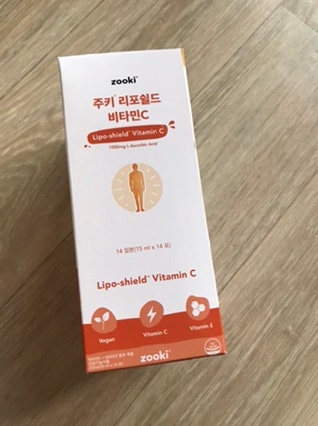 zooki®
주키® 리포쉴드
비타민C
Lipo-shield™ Vitamin C
1000mg L-Ascorbic Acid
14 일분(15 ml x 14 포)
Lipo-shield™ Vitamin C
Vegan
Vitamin C
Vitamin E
zooki®